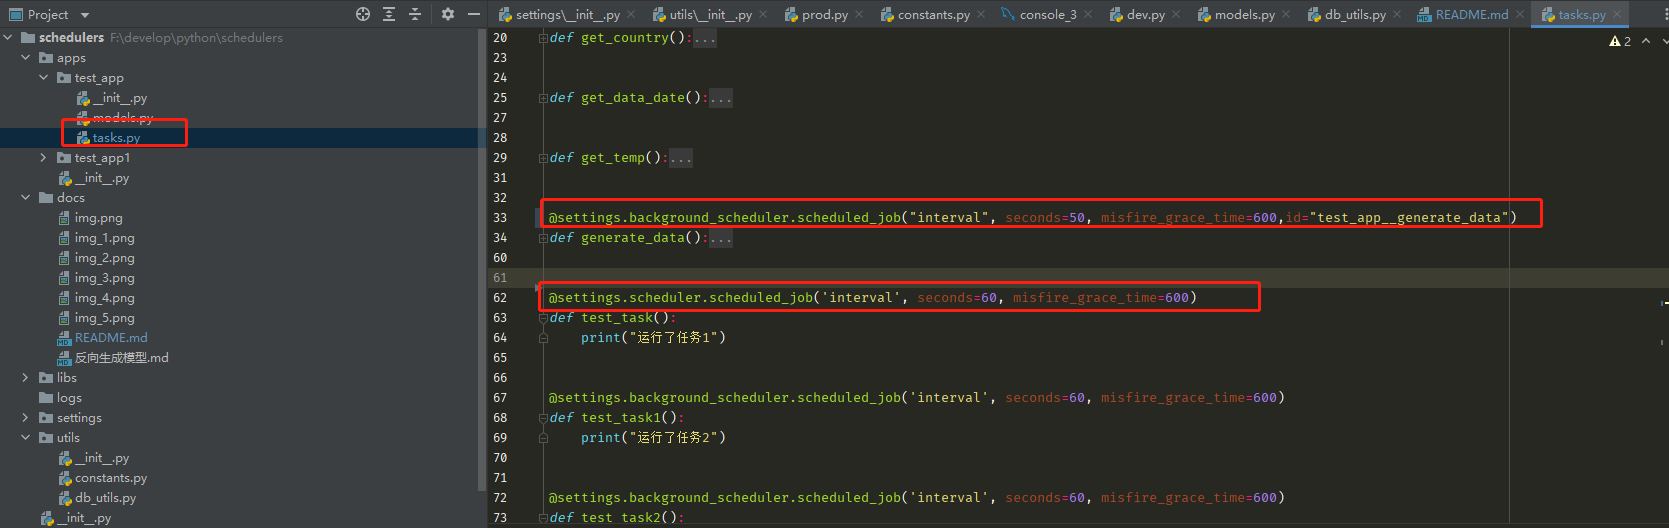 Project
settings\__init__.py
utils\__init__.py
prod.py
constants.py
console_3
dev.py
models.py
db_utils.py
README.md
tasks.py
schedulers F:\develop\python\schedulers
apps
test_app
__init__.py
models.py
tasks.py
test_app1
__init__.py
docs
img.png
img_1.png
img_2.png
img_3.png
img_4.png
img_5.png
README.md
反向生成模型.md
libs
logs
settings
utils
__init__.py
constants.py
db_utils.py
__init__.py
2
20 def get_country():...
23
24
25 def get_data_date():...
27
28
29 def get_temp():...
31
32
33 @settings.background_scheduler.scheduled_job("interval", seconds=50, misfire_grace_time=600,id="test_app__generate_data")
34 def generate_data():...
60
61
62 @settings.scheduler.scheduled_job('interval', seconds=60, misfire_grace_time=600)
63 def test_task():
64 print("运行了任务1")
65
66
67 @settings.background_scheduler.scheduled_job('interval', seconds=60, misfire_grace_time=600)
68 def test_task1():
69 print("运行了任务2")
70
71
72 @settings.background_scheduler.scheduled_job('interval', seconds=60, misfire_grace_time=600)
73 def test_task2():